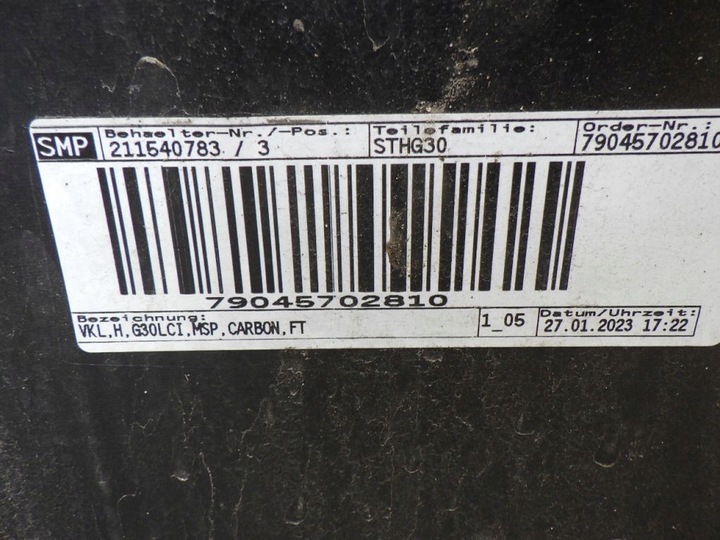 SMP
Behaelter-Nr./-Pos.:
211540783 / 3
Teilefamilie:
STHG30
Order-Nr.:
79045702810
79045702810
Bezeichnung:
VKL,H,G30LCI,MSP,CARBON,FT
1_05
Datum/Uhrzeit:
27.01.2023 17:22